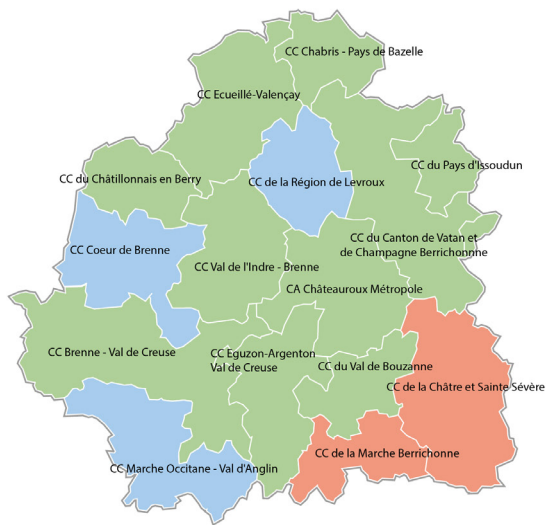 CC Chabris - Pays de Bazelle
CC Ecueillé-Valençay
CC du Pays d'Issoudun
CC du Châtillonnais en Berry
CC de la Région de Levroux
CC du Canton de Vatan et
de Champagne Berrichonne
CC Coeur de Brenne
CC Val de l'Indre - Brenne
CA Châteauroux Métropole
CC Brenne - Val de Creuse
CC Eguzon-Argenton
Val de Creuse
CC du Val de Bouzanne
CC de la Châtre et Sainte Sévère
CC de la Marche Berrichonne
CC Marche Occitane - Val d'Anglin